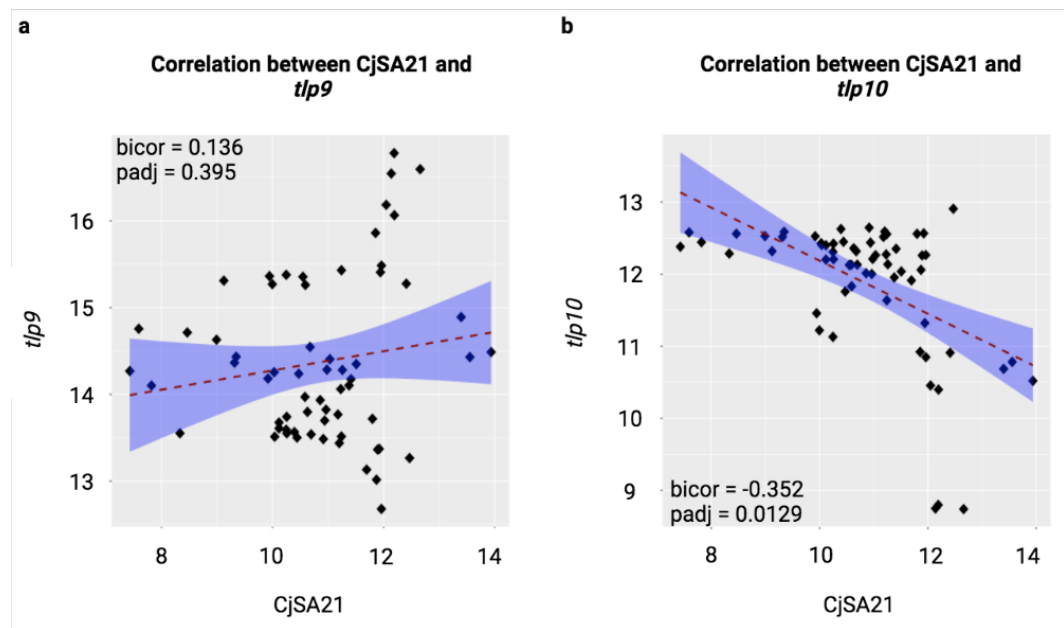 a
Correlation between CjSA21 and
tlp9
bicor = 0.136
padj = 0.395
16
15
14
13
tlp9
8 10 12 14
CjSA21
b
Correlation between CjSA21 and
tlp10
13
12
11
10
9
tlp10
bicor = -0.352
padj = 0.0129
8 10 12 14
CjSA21